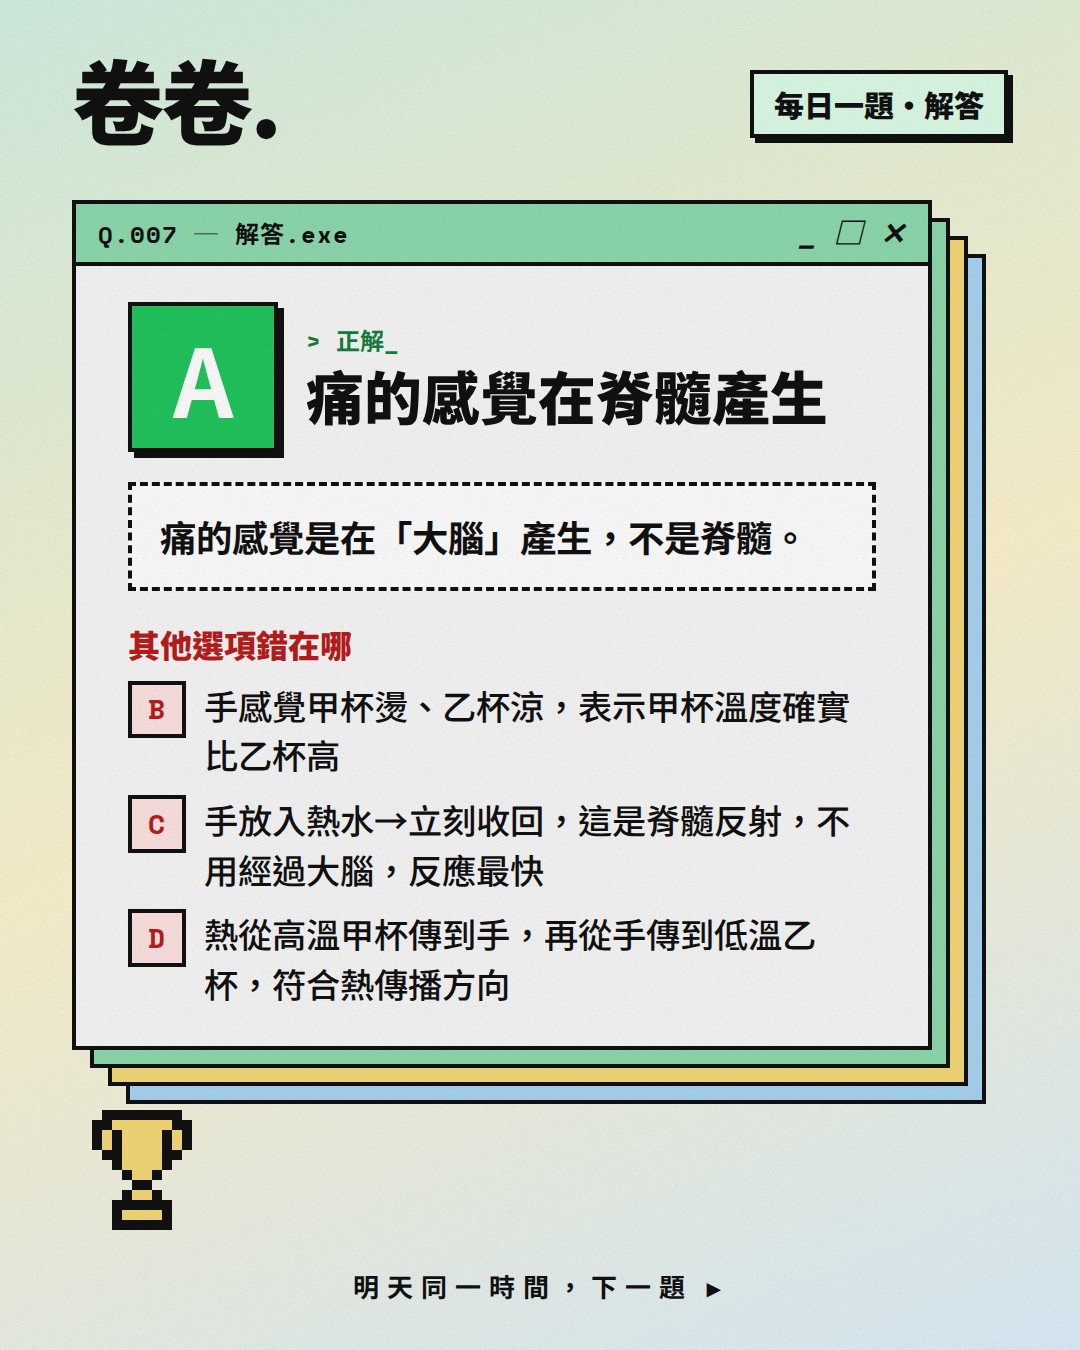 卷卷.
每日一題・解答
Q.007 — 解答.exe
_ □ ✕
A
> 正解_
痛的感覺在脊髓產生
痛的感覺是在「大腦」產生，不是脊髓。
其他選項錯在哪
B
手感覺甲杯燙、乙杯涼，表示甲杯溫度確實
比乙杯高
C
手放入熱水→立刻收回，這是脊髓反射，不
用經過大腦，反應最快
D
熱從高溫甲杯傳到手，再從手傳到低溫乙
杯，符合熱傳播方向
明天同一時間，下一題 ▸